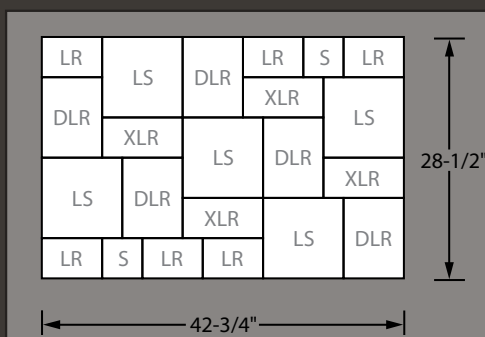 LR LS DLR LR S LR
DLR XLR LS
XLR LS DLR 28-1/2"
LS DLR XLR
XLR LS DLR
LR S LR LR
42-3/4"